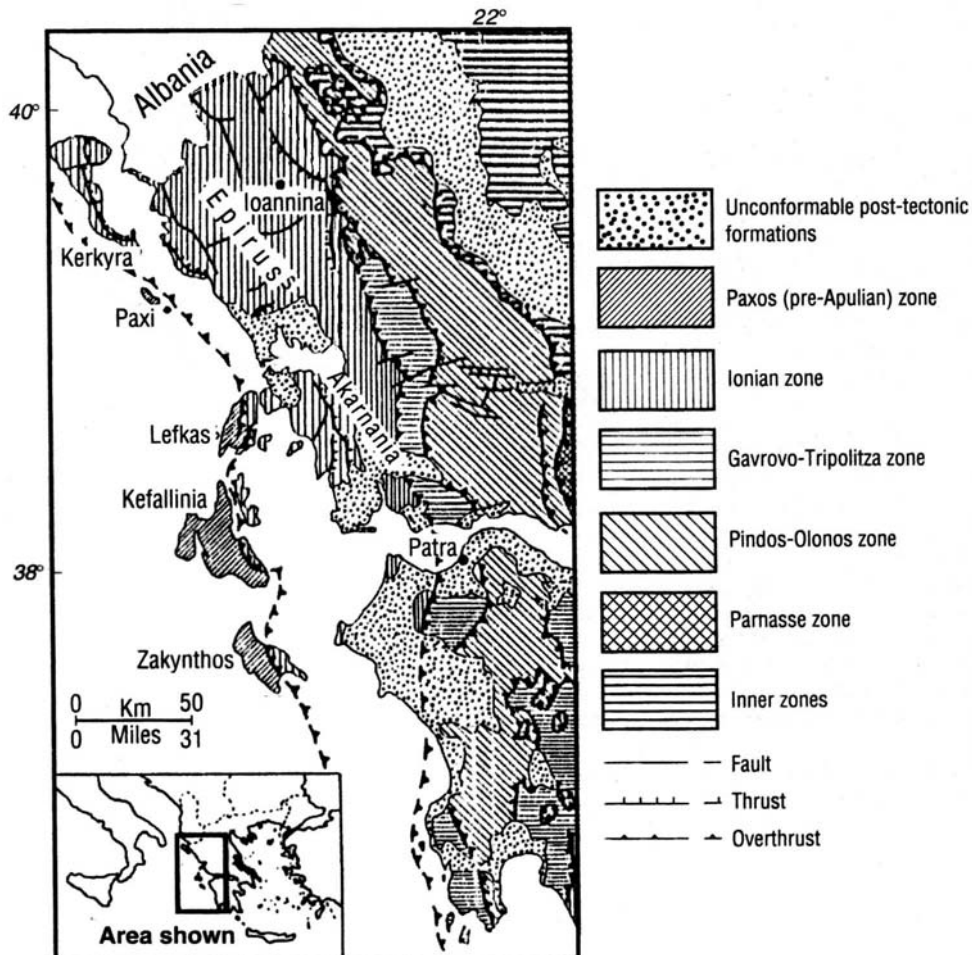 22°
40°
Albania
Epiruss
Ioannina
Kerkyra
Paxi
Akarnana
Lefkas
Kefallinia
Patra
38°
Zakynthos
0 Km 50
0 Miles 31
Area shown
Unconformable post-tectonic
formations
Paxos (pre-Apulian) zone
Ionian zone
Gavrovo-Tripolitza zone
Pindos-Olonos zone
Parnasse zone
Inner zones
Fault
Thrust
Overthrust